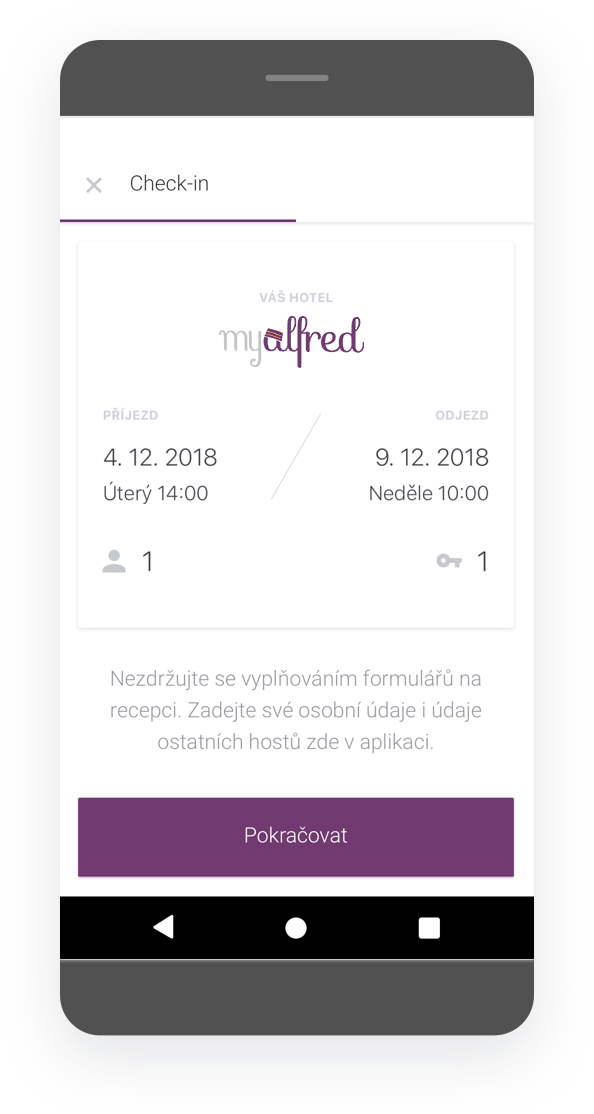 Check-in
VÁŠ HOTEL
myalfred
PŘÍJEZD
ODJEZD
4. 12. 2018
9. 12. 2018
Úterý 14:00
Neděle 10:00
1
1
Nezdržujte se vyplňováním formulářů na
recepci. Zadejte své osobní údaje i údaje
ostatních hostů zde v aplikaci.
Pokračovat